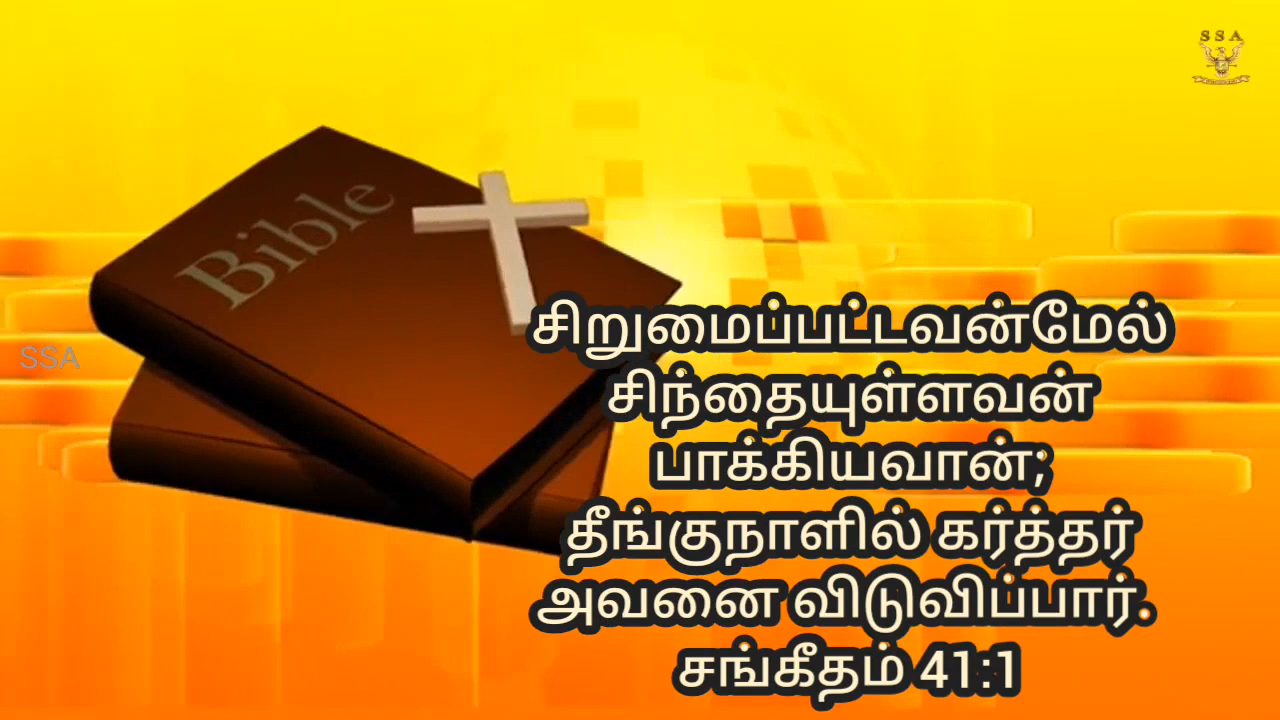 SSA
Bible
SSA
சிறுமைப்பட்டவன்மேல்
சிந்தையுள்ளவன்
பாக்கியவான்;
தீங்குநாளில் கர்த்தர்
அவனை விடுவிப்பார்.
சங்கீதம் 41:1